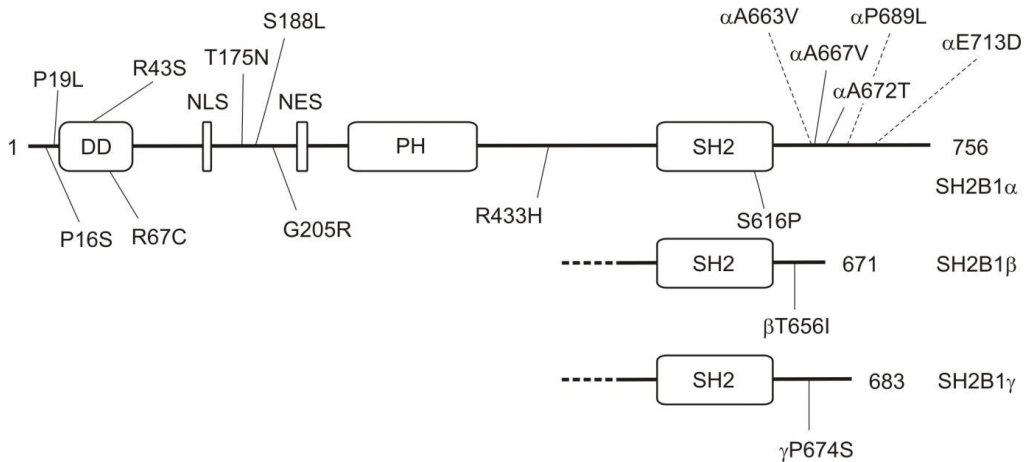 S188L
αA663V
αP689L
T175N
αA667V
αE713D
P19L
R43S
NLS
NES
αA672T
1
DD
PH
SH2
756
SH2B1α
P16S
R67C
G205R
R433H
S616P
SH2
671
SH2B1β
βT656I
SH2
683
SH2B1γ
γP674S